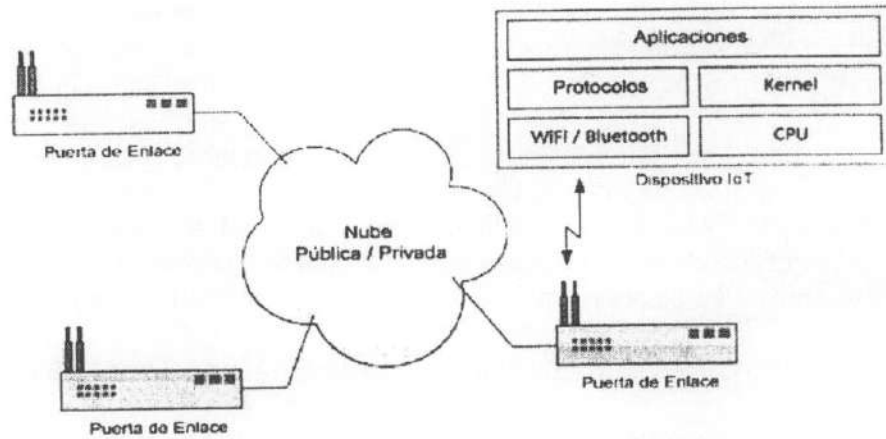 Aplicaciones
Protocolos
Kernel
WiFi / Bluetooth
CPU
Dispositivo IoT
Puerta de Enlace
Nube
Pública / Privada
Puerta de Enlace
Puerta de Enlace